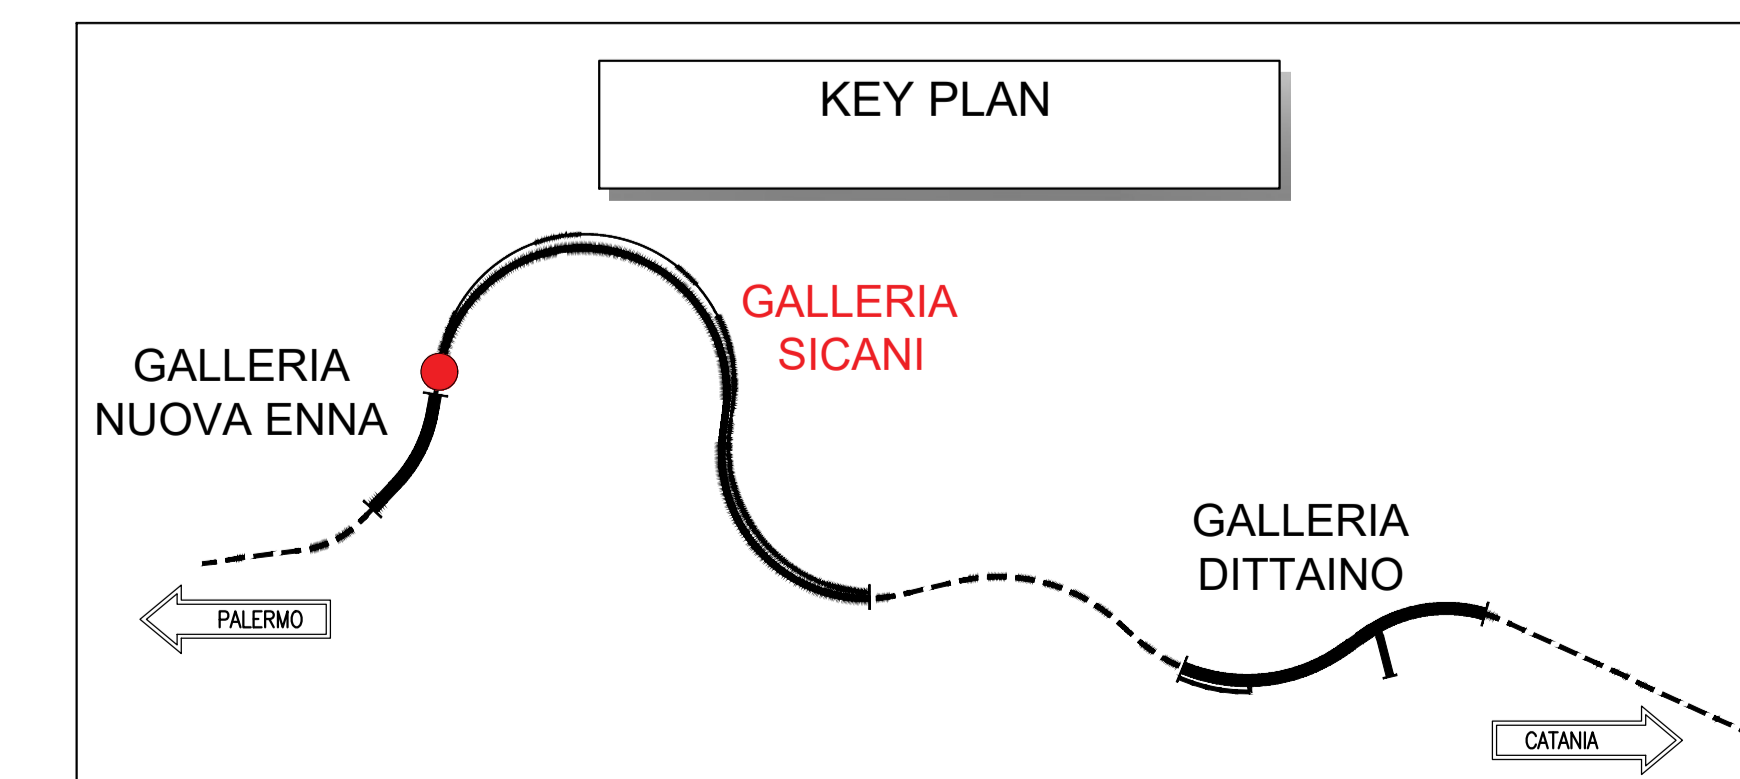 KEY PLAN
GALLERIA
SICANI
GALLERIA
NUOVA ENNA
GALLERIA
DITTAINO
PALERMO
CATANIA